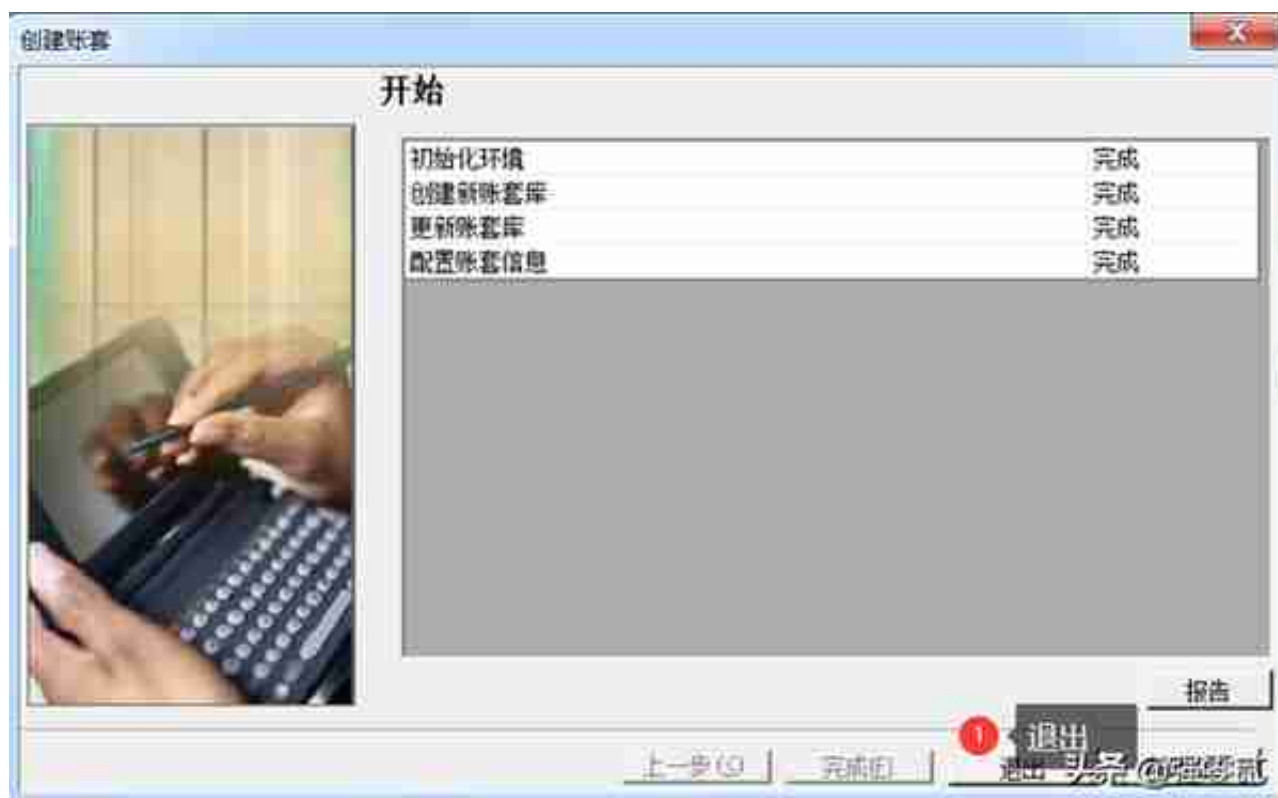 创建账套
开始
初始化环境 完成
创建新账套库 完成
更新账套库 完成
配置账套信息 完成
报告
1 退出
上一步(S) 完成(F) 退出
头条 @